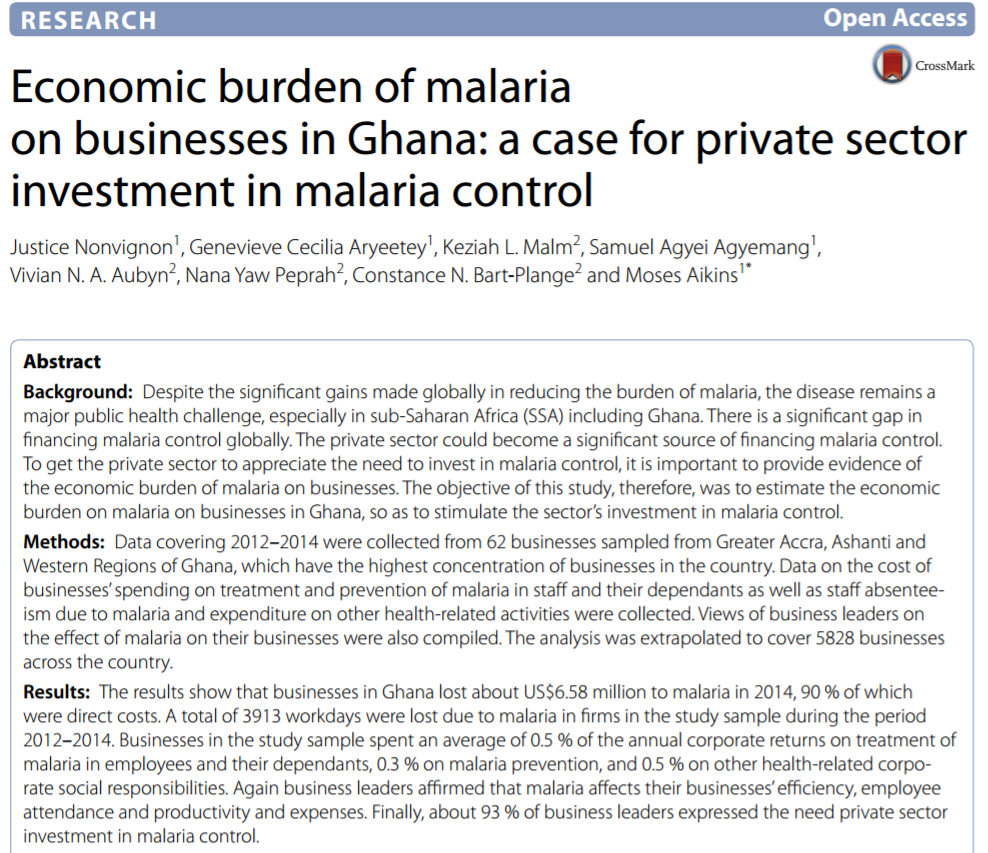 RESEARCH
Open Access
CrossMark
Economic burden of malaria
on businesses in Ghana: a case for private sector
investment in malaria control
Justice Nonvignon1, Genevieve Cecilia Aryeetey1, Keziah L. Malm2, Samuel Agyei Agyemang1,
Vivian N. A. Aubyn2, Nana Yaw Peprah2, Constance N. Bart-Plange2 and Moses Aikins1*
Abstract
Background: Despite the significant gains made globally in reducing the burden of malaria, the disease remains a
major public health challenge, especially in sub-Saharan Africa (SSA) including Ghana. There is a significant gap in
financing malaria control globally. The private sector could become a significant source of financing malaria control.
To get the private sector to appreciate the need to invest in malaria control, it is important to provide evidence of
the economic burden of malaria on businesses. The objective of this study, therefore, was to estimate the economic
burden on malaria on businesses in Ghana, so as to stimulate the sector's investment in malaria control.
Methods: Data covering 2012–2014 were collected from 62 businesses sampled from Greater Accra, Ashanti and
Western Regions of Ghana, which have the highest concentration of businesses in the country. Data on the cost of
businesses' spending on treatment and prevention of malaria in staff and their dependants as well as staff absentee-
ism due to malaria and expenditure on other health-related activities were collected. Views of business leaders on
the effect of malaria on their businesses were also compiled. The analysis was extrapolated to cover 5828 businesses
across the country.
Results: The results show that businesses in Ghana lost about US$6.58 million to malaria in 2014, 90 % of which
were direct costs. A total of 3913 workdays were lost due to malaria in firms in the study sample during the period
2012–2014. Businesses in the study sample spent an average of 0.5 % of the annual corporate returns on treatment of
malaria in employees and their dependants, 0.3 % on malaria prevention, and 0.5 % on other health-related corpo-
rate social responsibilities. Again business leaders affirmed that malaria affects their businesses' efficiency, employee
attendance and productivity and expenses. Finally, about 93 % of business leaders expressed the need private sector
investment in malaria control.